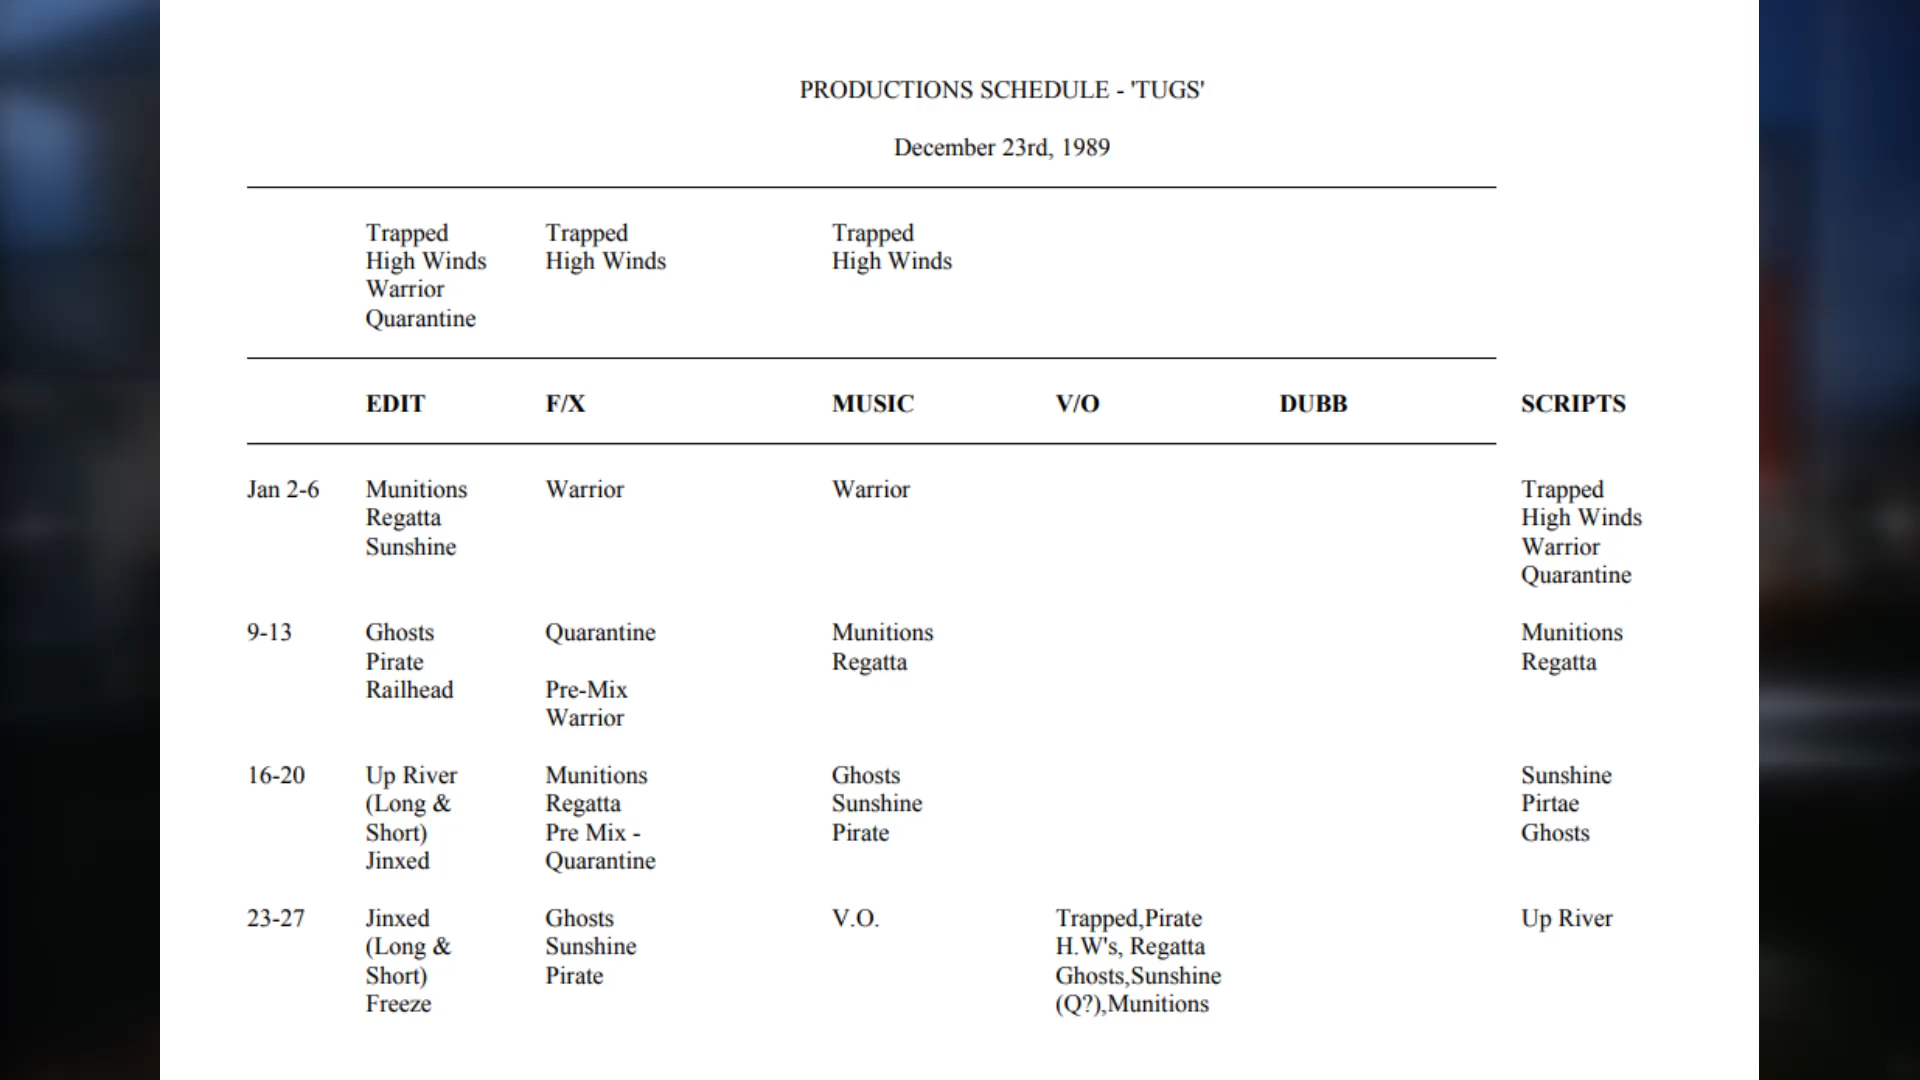 PRODUCTIONS SCHEDULE - 'TUGS'
December 23rd, 1989
Trapped Trapped Trapped
High Winds High Winds High Winds
Warrior
Quarantine
EDIT F/X MUSIC V/O DUBB SCRIPTS
Jan 2-6 Munitions Warrior Warrior Trapped
Regatta High Winds
Sunshine Warrior
Quarantine
9-13 Ghosts Quarantine Munitions Munitions
Pirate Regatta Regatta
Railhead Pre-Mix
Warrior
16-20 Up River Munitions Ghosts Sunshine
(Long & Regatta Sunshine Pirtae
Short) Pre Mix - Pirate Ghosts
Jinxed Quarantine
23-27 Jinxed Ghosts V.O. Trapped,Pirate Up River
(Long & Sunshine H.W's, Regatta
Short) Pirate Ghosts,Sunshine
Freeze (Q?),Munitions